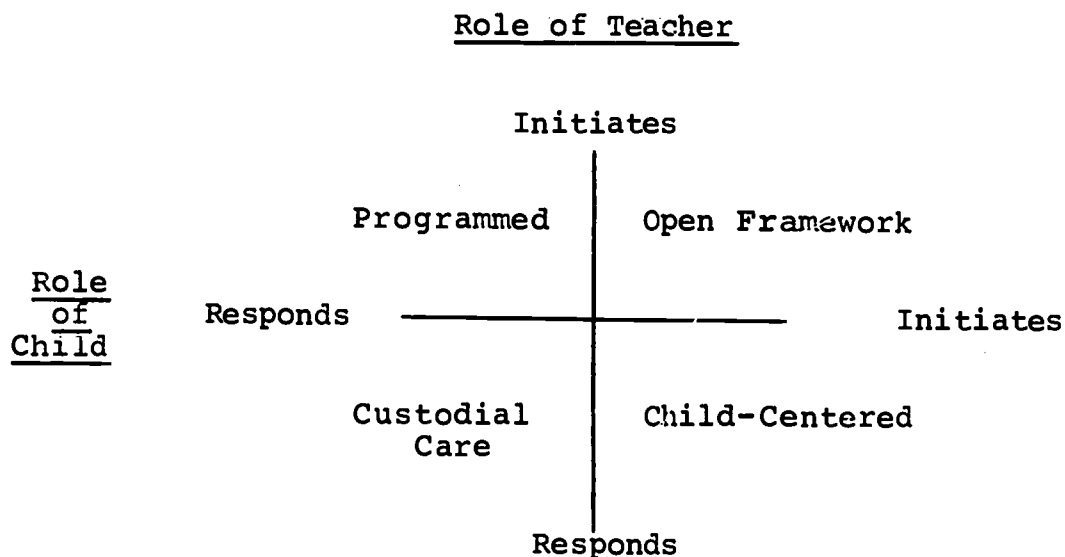 Role of Teacher
Initiates
Programmed Open Framework
Role
of
Child
Responds Initiates
Custodial
Care
Child-Centered
Responds